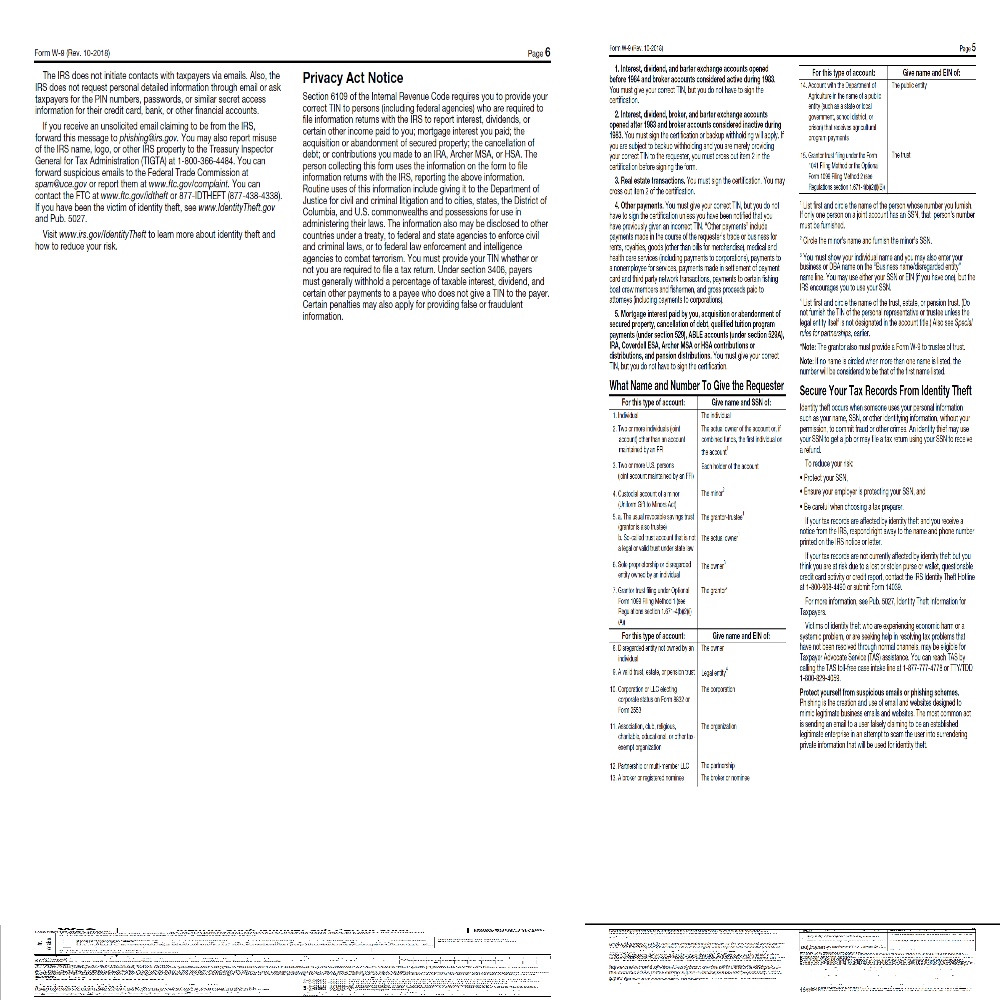 Form W-9 (Rev. 10-2018)
Page 6
The IRS does not initiate contacts with taxpayers via emails. Also, the
IRS does not request personal detailed information through email or ask
taxpayers for the PIN numbers, passwords, or similar secret access
information for their credit card, bank, or other financial accounts.
If you receive an unsolicited email claiming to be from the IRS,
forward this message to phishing@irs.gov. You may also report misuse
of the IRS name, logo, or other IRS property to the Treasury Inspector
General for Tax Administration (TIGTA) at 1-800-366-4484. You can
forward suspicious emails to the Federal Trade Commission at
spam@uce.gov or report them at www.ftc.gov/complaint. You can
contact the FTC at www.ftc.gov/idtheft or 877-IDTHEFT (877-438-4338).
If you have been the victim of identity theft, see www.IdentityTheft.gov
and Pub. 5027.
Visit www.irs.gov/IdentityTheft to learn more about identity theft and
how to reduce your risk.
Privacy Act Notice
Section 6109 of the Internal Revenue Code requires you to provide your
correct TIN to persons (including federal agencies) who are required to
file information returns with the IRS to report interest, dividends, or
certain other income paid to you; mortgage interest you paid; the
acquisition or abandonment of secured property; the cancellation of
debt; or contributions you made to an IRA, Archer MSA, or HSA. The
person collecting this form uses the information on the form to file
information returns with the IRS, reporting the above information.
Routine uses of this information include giving it to the Department of
Justice for civil and criminal litigation and to cities, states, the District of
Columbia, and U.S. commonwealths and possessions for use in
administering their laws. The information also may be disclosed to other
countries under a treaty, to federal and state agencies to enforce civil
and criminal laws, or to federal law enforcement and intelligence
agencies to combat terrorism. You must provide your TIN whether or
not you are required to file a tax return. Under section 3406, payers
must generally withhold a percentage of taxable interest, dividend, and
certain other payments to a payee who does not give a TIN to the payer.
Certain penalties may also apply for providing false or fraudulent
information.
Form W-9 (Rev. 10-2018)
Page 5
1. Interest, dividend, and barter exchange accounts opened
before 1984 and broker accounts considered active during 1983.
You must give your correct TIN, but you do not have to sign the
certification.
2. Interest, dividend, broker, and barter exchange accounts
opened after 1983 and broker accounts considered inactive during
1983. You must sign the certification or backup withholding will apply. If
you are subject to backup withholding and you are merely providing
your correct TIN to the requester, you must cross out item 2 in the
certification before signing the form.
3. Real estate transactions. You must sign the certification. You may
cross out item 2 of the certification.
4. Other payments. You must give your correct TIN, but you do not
have to sign the certification unless you have been notified that you
have previously given an incorrect TIN. "Other payments" include
payments made in the course of the requester's trade or business for
rents, royalties, goods (other than bills for merchandise), medical and
health care services (including payments to corporations), payments to
a nonemployee for services, payments made in settlement of payment
card and third party network transactions, payments to certain fishing
boat crew members and fishermen, and gross proceeds paid to
attorneys (including payments to corporations).
5. Mortgage interest paid by you, acquisition or abandonment of
secured property, cancellation of debt, qualified tuition program
payments (under section 529), ABLE accounts (under section 529A),
IRA, Coverdell ESA, Archer MSA or HSA contributions or
distributions, and pension distributions. You must give your correct
TIN, but you do not have to sign the certification.
What Name and Number To Give the Requester
For this type of account: Give name and SSN of:
1. Individual The individual
2. Two or more individuals (joint The actual owner of the account or, if
account) other than an account combined funds, the first individual on
maintained by an FFI the account1
3. Two or more U.S. persons Each holder of the account
(joint account maintained by an FFI)
4. Custodial account of a minor The minor2
(Uniform Gift to Minors Act)
5. a. The usual revocable savings trust The grantor-trustee1
(grantor is also trustee)
b. So-called trust account that is not The actual owner
a legal or valid trust under state law
6. Sole proprietorship or disregarded The owner3
entity owned by an individual
7. Grantor trust filing under Optional The grantor*
Form 1099 Filing Method 1 (see
Regulations section 1.671-4(b)(2)(i)
(A))
For this type of account: Give name and EIN of:
8. Disregarded entity not owned by an The owner
individual
9. A valid trust, estate, or pension trust Legal entity4
10. Corporation or LLC electing The corporation
corporate status on Form 8832 or
Form 2553
11. Association, club, religious, The organization
charitable, educational, or other tax-
exempt organization
12. Partnership or multi-member LLC The partnership
13. A broker or registered nominee The broker or nominee
For this type of account: Give name and EIN of:
14. Account with the Department of The public entity
Agriculture in the name of a public
entity (such as a state or local
government, school district, or
prison) that receives agricultural
program payments
15. Grantor trust filing under the Form The trust
1041 Filing Method or the Optional
Form 1099 Filing Method 2 (see
Regulations section 1.671-4(b)(2)(i)(B))
1 List first and circle the name of the person whose number you furnish.
If only one person on a joint account has an SSN, that person's number
must be furnished.
2 Circle the minor's name and furnish the minor's SSN.
3 You must show your individual name and you may also enter your
business or DBA name on the "Business name/disregarded entity"
name line. You may use either your SSN or EIN (if you have one), but the
IRS encourages you to use your SSN.
4 List first and circle the name of the trust, estate, or pension trust. (Do
not furnish the TIN of the personal representative or trustee unless the
legal entity itself is not designated in the account title.) Also see Special
rules for partnerships, earlier.
*Note: The grantor also must provide a Form W-9 to trustee of trust.
Note: If no name is circled when more than one name is listed, the
number will be considered to be that of the first name listed.
Secure Your Tax Records From Identity Theft
Identity theft occurs when someone uses your personal information
such as your name, SSN, or other identifying information, without your
permission, to commit fraud or other crimes. An identity thief may use
your SSN to get a job or may file a tax return using your SSN to receive
a refund.
To reduce your risk:
• Protect your SSN,
• Ensure your employer is protecting your SSN, and
• Be careful when choosing a tax preparer.
If your tax records are affected by identity theft and you receive a
notice from the IRS, respond right away to the name and phone number
printed on the IRS notice or letter.
If your tax records are not currently affected by identity theft but you
think you are at risk due to a lost or stolen purse or wallet, questionable
credit card activity or credit report, contact the IRS Identity Theft Hotline
at 1-800-908-4490 or submit Form 14039.
For more information, see Pub. 5027, Identity Theft Information for
Taxpayers.
Victims of identity theft who are experiencing economic harm or a
systemic problem, or are seeking help in resolving tax problems that
have not been resolved through normal channels, may be eligible for
Taxpayer Advocate Service (TAS) assistance. You can reach TAS by
calling the TAS toll-free case intake line at 1-877-777-4778 or TTY/TDD
1-800-829-4059.
Protect yourself from suspicious emails or phishing schemes.
Phishing is the creation and use of email and websites designed to
mimic legitimate business emails and websites. The most common act
is sending an email to a user falsely claiming to be an established
legitimate enterprise in an attempt to scam the user into surrendering
private information that will be used for identity theft.